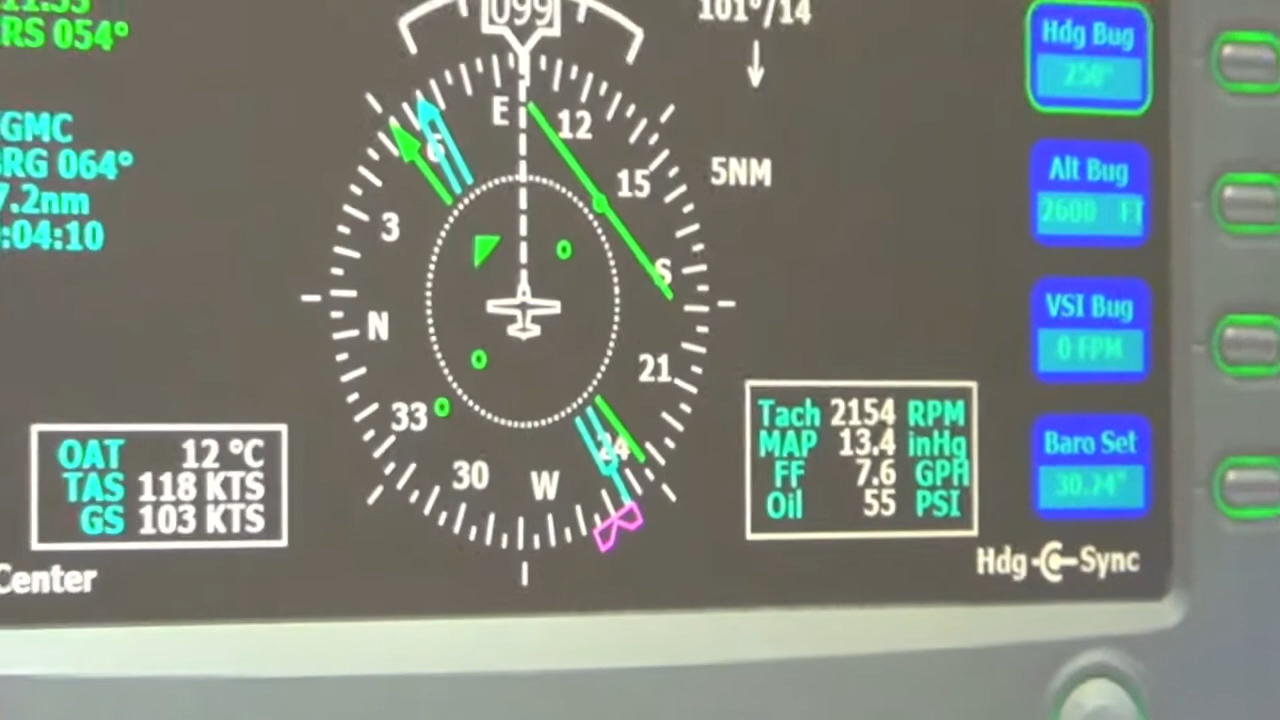 RS 054°
099
101°/14
Hdg Bug
250°
GMC
BRG 064°
7.2nm
:04:10
E
12
15
S
21
24
W
30
33
N
3
6
5NM
Alt Bug
2600 FT
VSI Bug
0 FPM
Tach 2154 RPM
MAP 13.4 inHg
FF 7.6 GPH
Oil 55 PSI
Baro Set
30.24"
OAT 12 °C
TAS 118 KTS
GS 103 KTS
Center
Hdg Sync